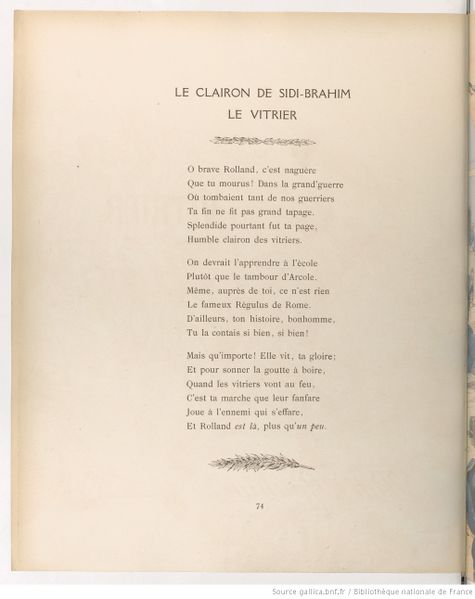 LE CLAIRON DE SIDI-BRAHIM
LE VITRIER
O brave Rolland, c'est naguère
Que tu mourus! Dans la grand'guerre
Où tombaient tant de nos guerriers
Ta fin ne fit pas grand tapage.
Splendide pourtant fut ta page,
Humble clairon des vitriers.
On devrait l'apprendre à l'école
Plutôt que le tambour d'Arcole.
Même, auprès de toi, ce n'est rien
Le fameux Régulus de Rome.
D'ailleurs, ton histoire, bonhomme,
Tu la contais si bien, si bien!
Mais qu'importe! Elle vit, ta gloire;
Et pour sonner la goutte à boire,
Quand les vitriers vont au feu,
C'est ta marche que leur fanfare
Joue à l'ennemi qui s'effare,
Et Rolland est là, plus qu'un peu.
74
Source gallica.bnf.fr / Bibliothèque nationale de France